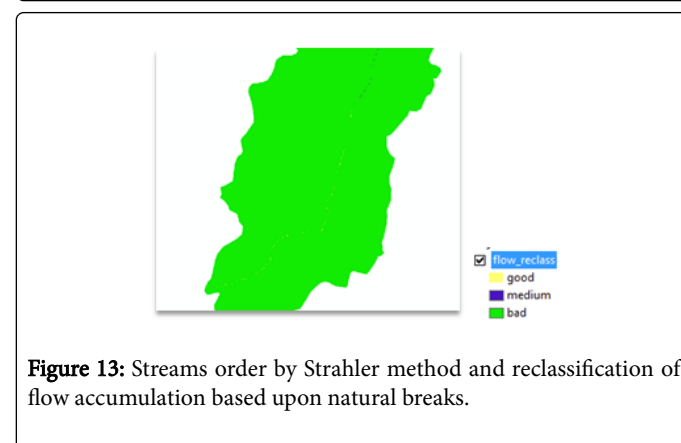 flow_reclass
good
medium
bad
Figure 13: Streams order by Strahler method and reclassification of
flow accumulation based upon natural breaks.